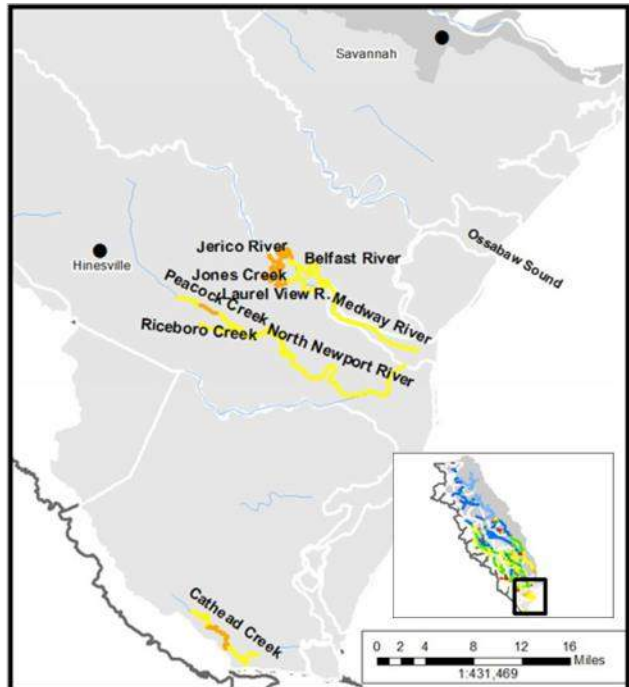 Savannah
Ossabaw Sound
Jerico River
Belfast River
Hinesville
Jones Creek
Laurel View R.
Medway River
Peacock Creek
North Newport River
Riceboro Creek
Cathead Creek
0 2 4 8 12 16
Miles
1:431,469